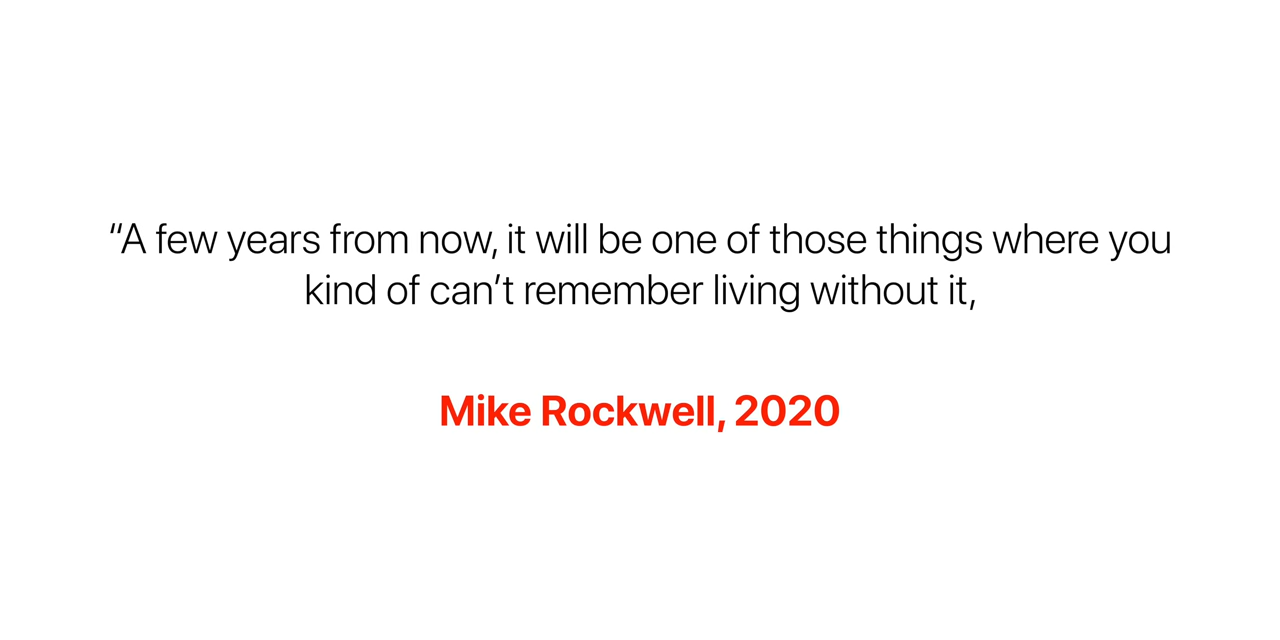 “A few years from now, it will be one of those things where you
kind of can’t remember living without it,
Mike Rockwell, 2020